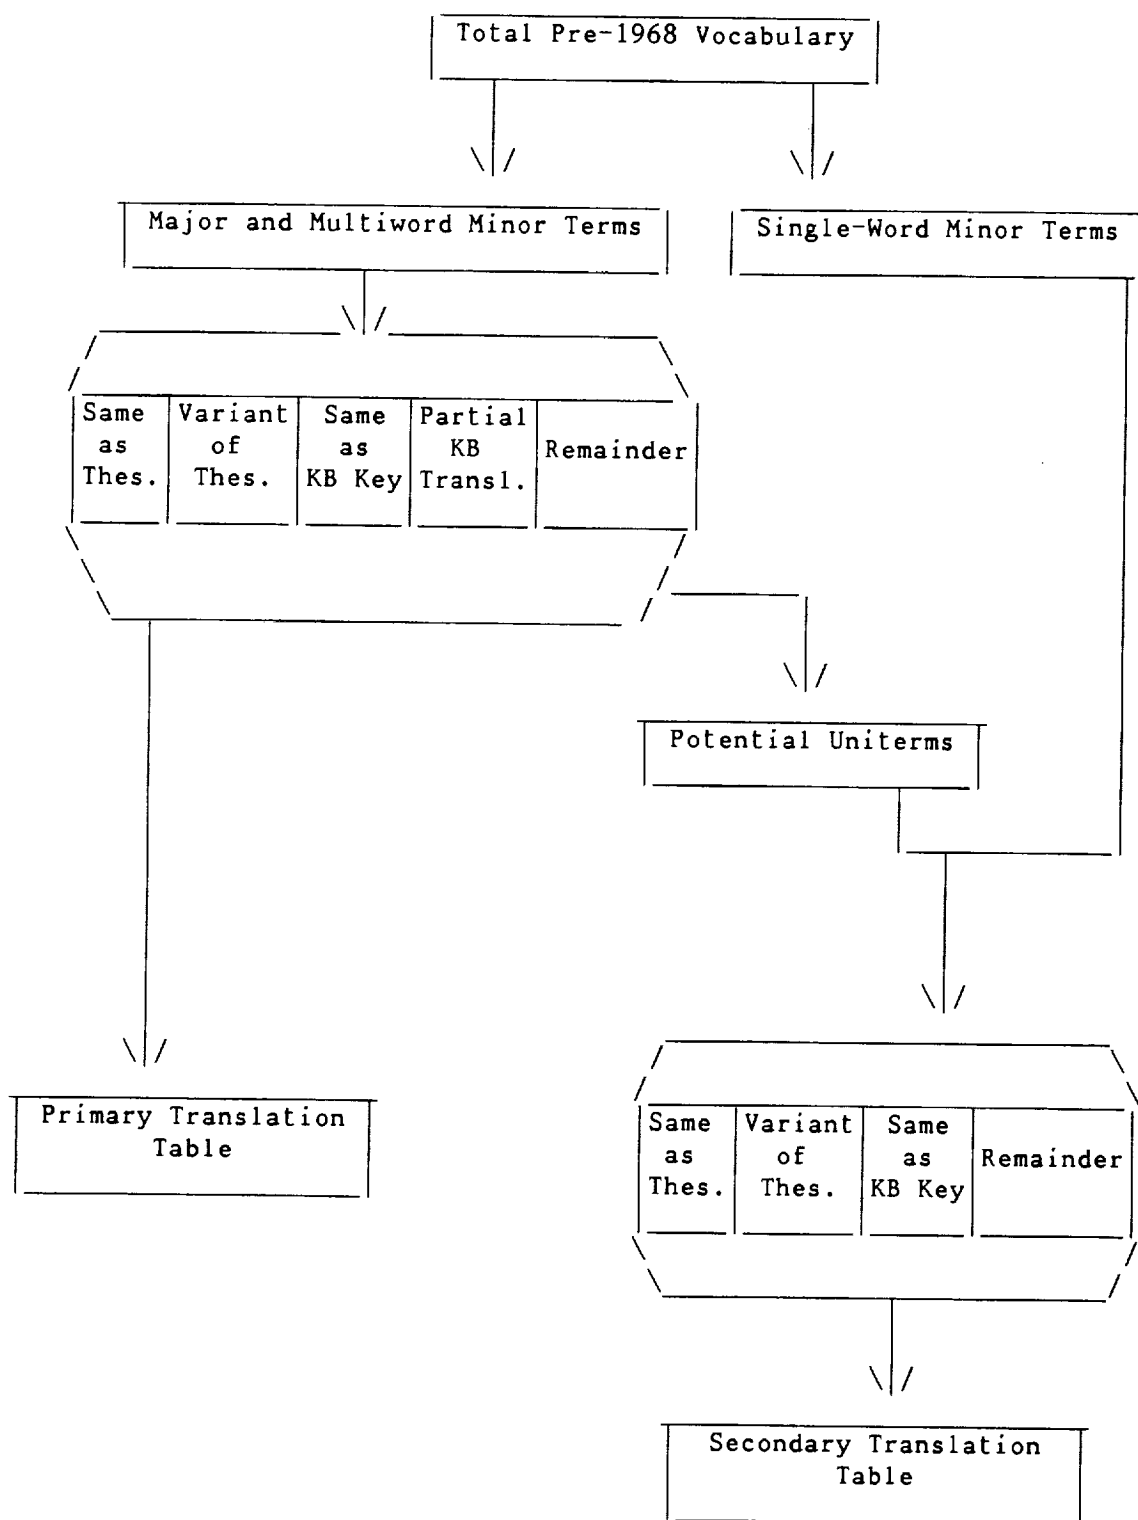 Total Pre-1968 Vocabulary
Major and Multiword Minor Terms
Single-Word Minor Terms
Same
as
Thes.
Variant
of
Thes.
Same
as
KB Key
Partial
KB
Transl.
Remainder
Potential Uniterms
Primary Translation
Table
Same
as
Thes.
Variant
of
Thes.
Same
as
KB Key
Remainder
Secondary Translation
Table